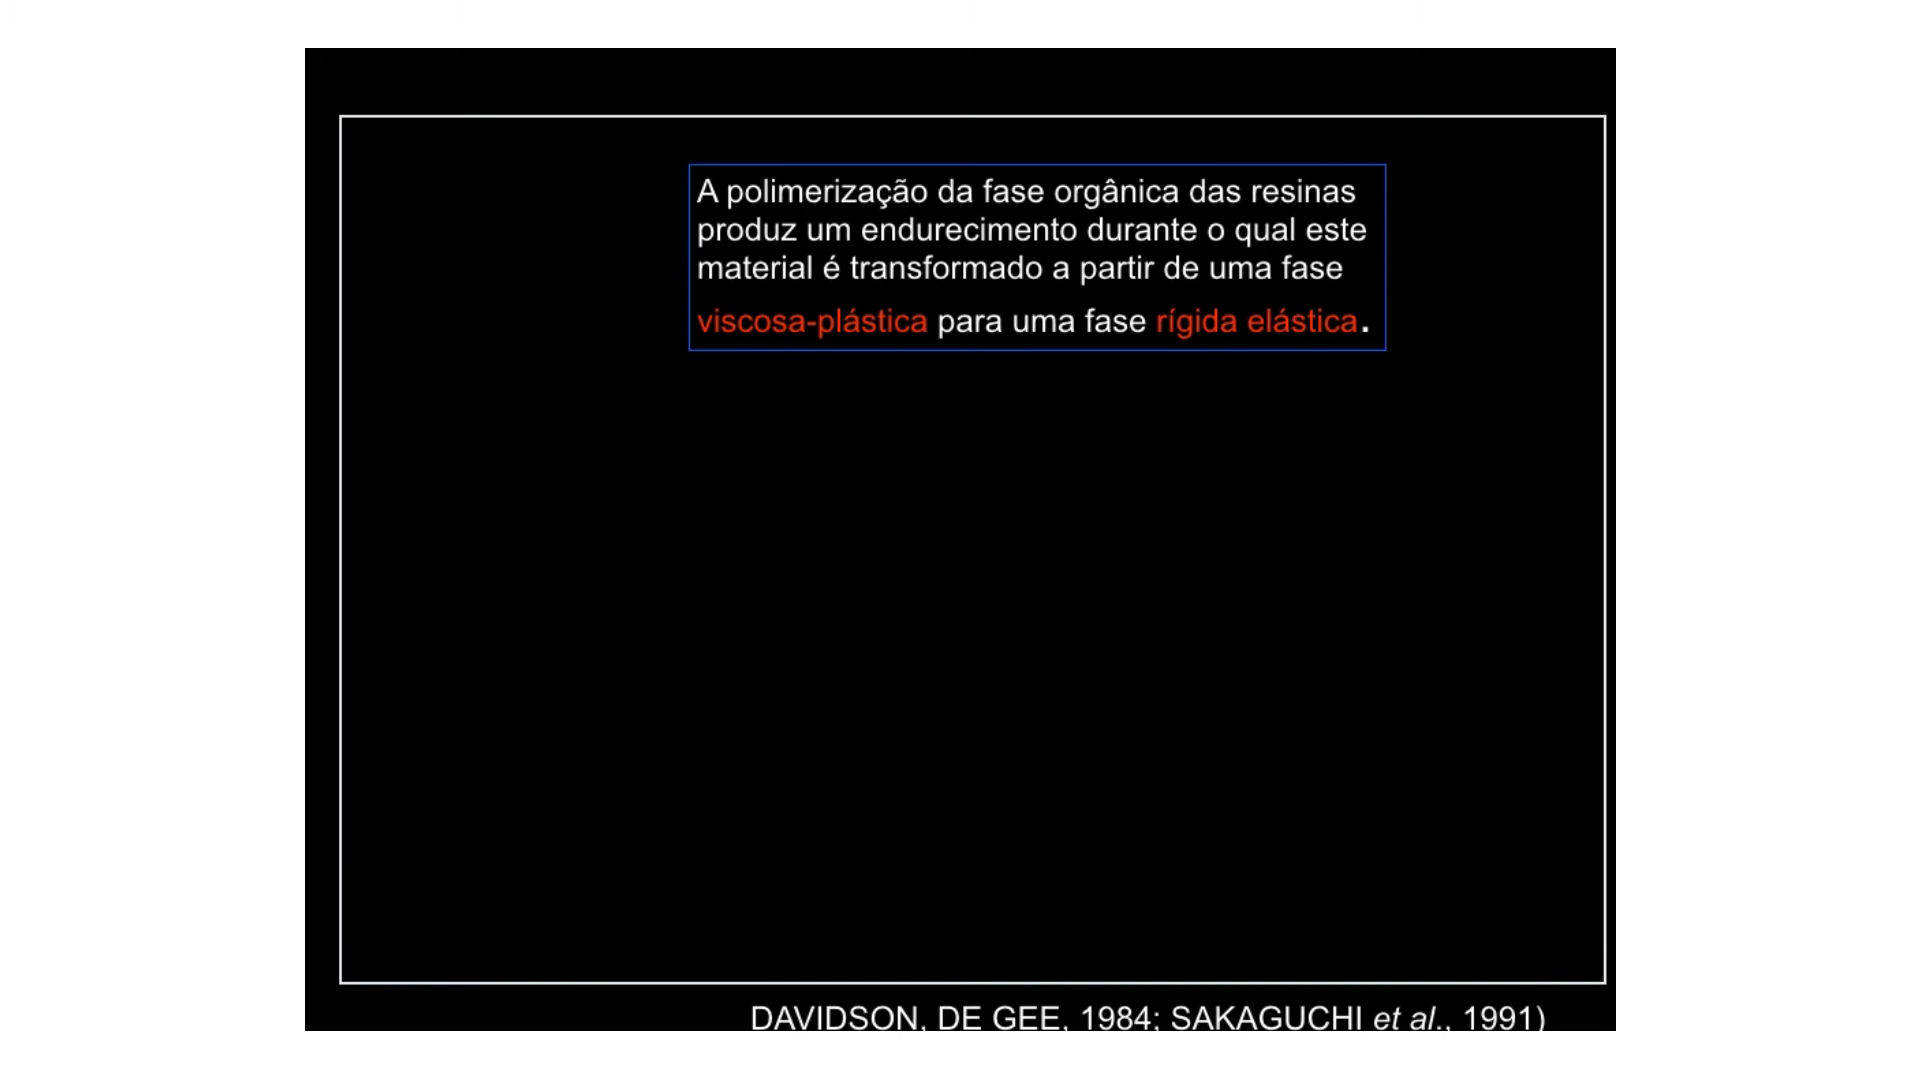 A polimerização da fase orgânica das resinas
produz um endurecimento durante o qual este
material é transformado a partir de uma fase
viscosa-plástica para uma fase rígida elástica.
DAVIDSON, DE GEE, 1984; SAKAGUCHI et al., 1991)